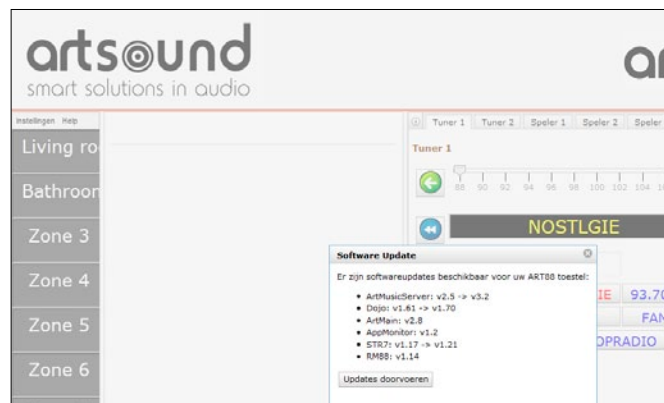 artsound
smart solutions in audio
ar
Instellingen Help
Tuner 1 Tuner 2 Speler 1 Speler 2 Speler
Living ro
Tuner 1
88 90 92 94 96 98 100 102 104
Bathroor
NOSTLGIE
Zone 3
Software Update
Er zijn softwareupdates beschikbaar voor uw ART88 toestel:
• ArtMusicServer: v2.5 -> v3.2
• Dojo: v1.61 -> v1.70
• ArtMain: v2.8
• AppMonitor: v1.2
• STR7: v1.17 -> v1.21
• RM88: v1.14
Updates doorvoeren
IE 93.70
FAN
OPRADIO
Zone 4
Zone 5
Zone 6